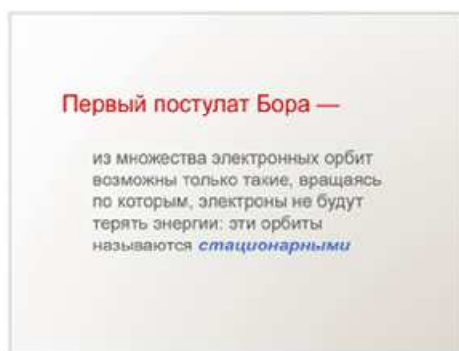 Первый постулат Бора —
из множества электронных орбит
возможны только такие, вращаясь
по которым, электроны не будут
терять энергии: эти орбиты
называются стационарными